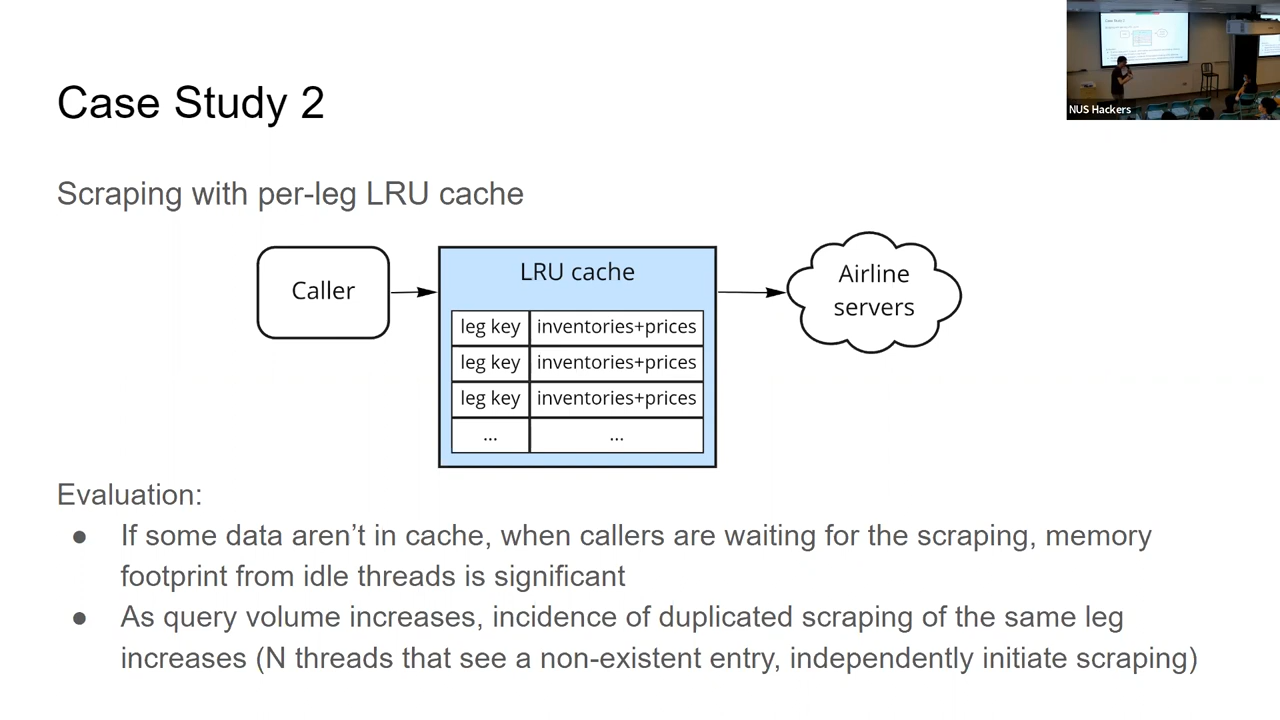 Case Study 2
NUS Hackers
Scraping with per-leg LRU cache
Caller
LRU cache
leg key inventories+prices
leg key inventories+prices
leg key inventories+prices
... ...
Airline
servers
Evaluation:
● If some data aren't in cache, when callers are waiting for the scraping, memory
footprint from idle threads is significant
● As query volume increases, incidence of duplicated scraping of the same leg
increases (N threads that see a non-existent entry, independently initiate scraping)